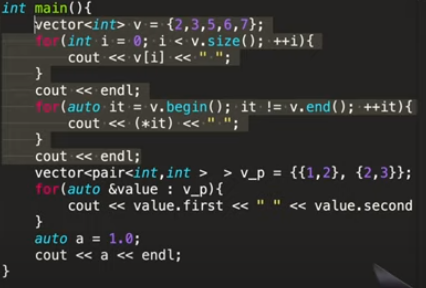 int main(){
    vector<int> v = {2,3,5,6,7};
    for(int i = 0; i < v.size(); ++i){
        cout << v[i] << " ";
    }
    cout << endl;
    for(auto it = v.begin(); it != v.end(); ++it){
        cout << (*it) << " ";
    }
    cout << endl;
    vector<pair<int,int > > v_p = {{1,2}, {2,3}};
    for(auto &value : v_p){
        cout << value.first << " " << value.second
    }
    auto a = 1.0;
    cout << a << endl;
}